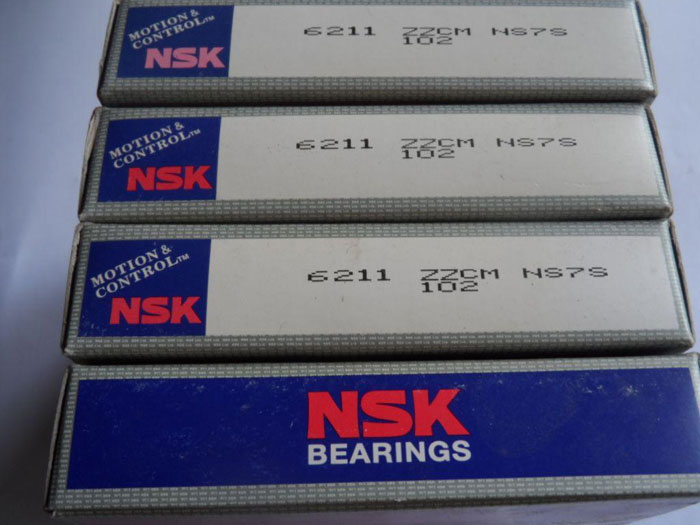 MOTION &
CONTROL™
NSK
6211 ZZCM NS7S
102
MOTION &
CONTROL™
NSK
6211 ZZCM NS7S
102
MOTION &
CONTROL™
NSK
6211 ZZCM NS7S
102
NSK
BEARINGS